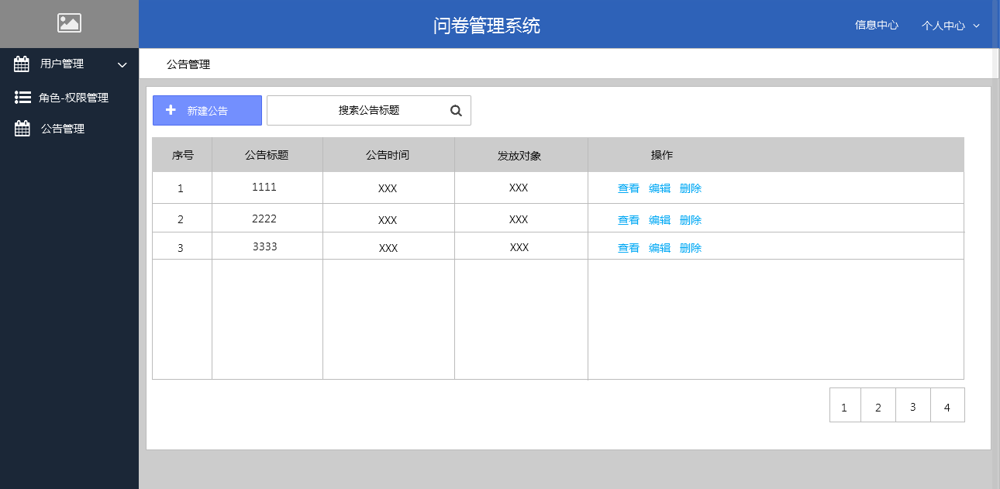 问卷管理系统
信息中心 个人中心
用户管理
角色-权限管理
公告管理
公告管理
新建公告 搜索公告标题
序号 公告标题 公告时间 发放对象 操作
1 1111 XXX XXX 查看 编辑 删除
2 2222 XXX XXX 查看 编辑 删除
3 3333 XXX XXX 查看 编辑 删除
1 2 3 4